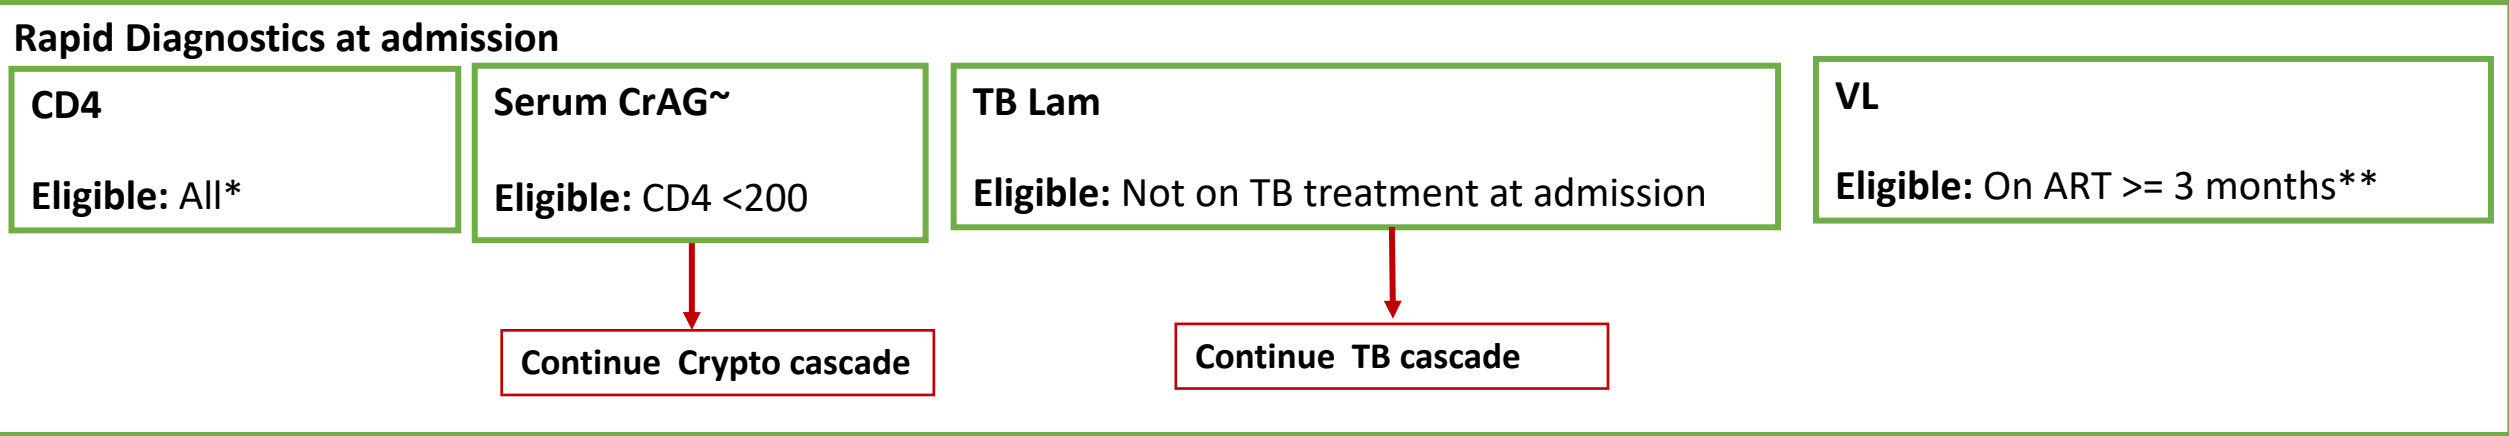 Rapid Diagnostics at admission
CD4
Eligible: All*
Serum CrAG~
Eligible: CD4 <200
TB Lam
Eligible: Not on TB treatment at admission
VL
Eligible: On ART >= 3 months**
Continue  Crypto cascade
Continue  TB cascade